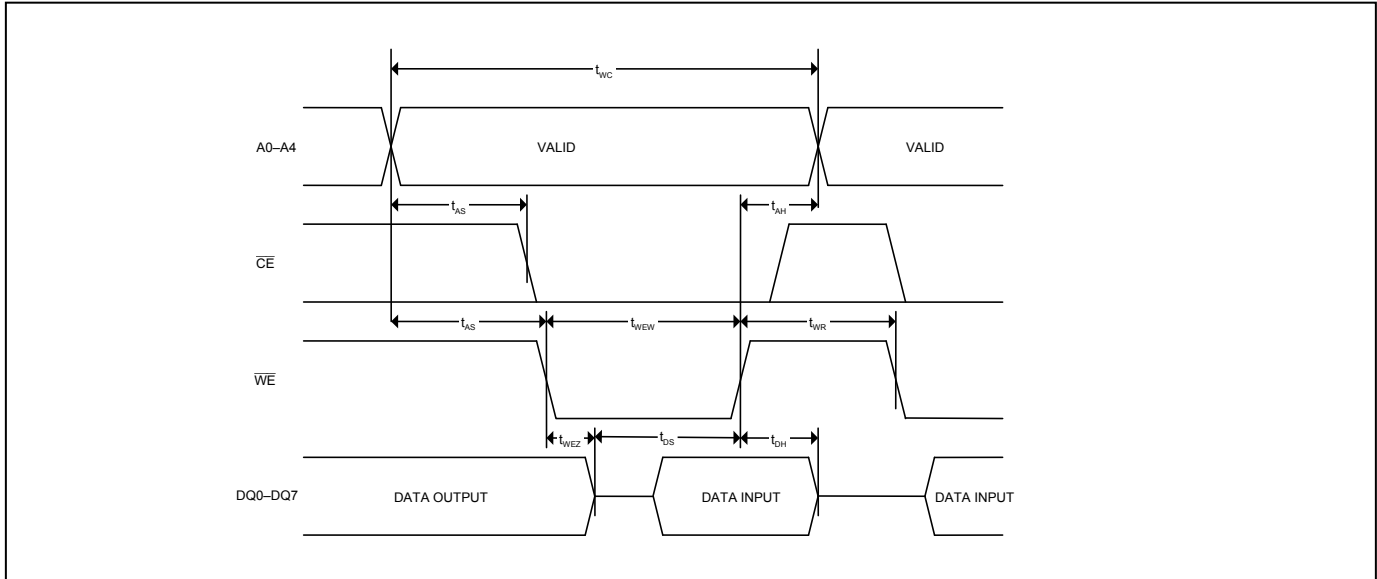 tWC
A0–A4
VALID
VALID
tAS
tAH
CE
tAS
tWEW
tWR
WE
tWEZ
tDS
tDH
DQ0–DQ7
DATA OUTPUT
DATA INPUT
DATA INPUT